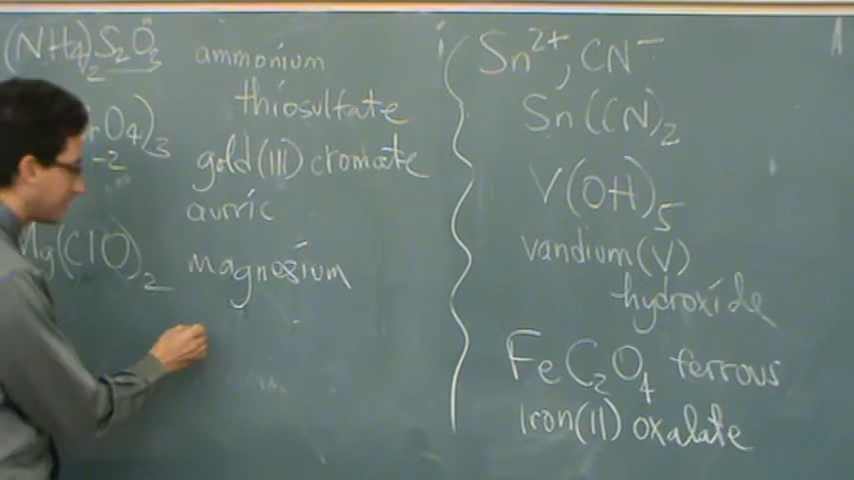 (NH4)2S2O3 ammonium
thiosulfate
rO4)3
-2
gold(III) cromate
auric
Mg(ClO)2 magnesium
Sn2+, CN-
Sn(CN)2
V(OH)5
vandium(V)
hydroxide
FeC2O4 ferrous
Iron(II) oxalate